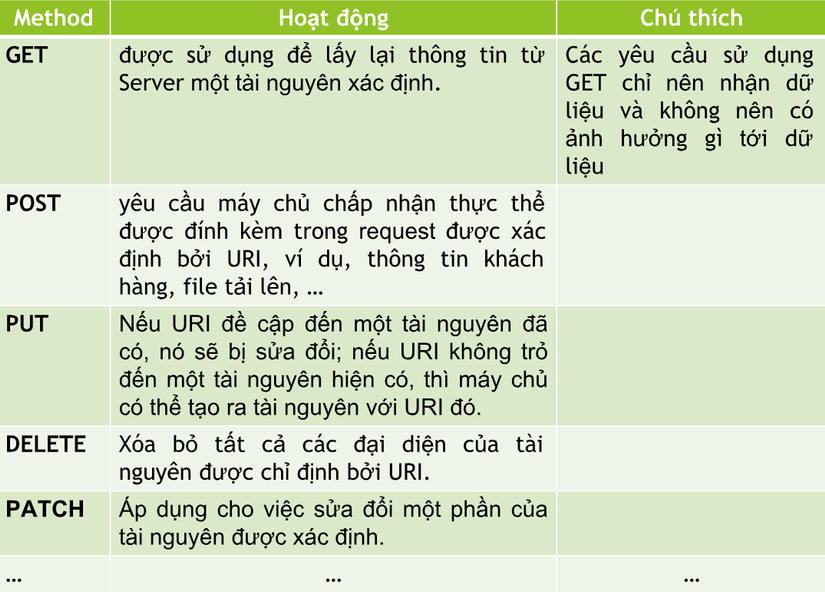 Method Hoạt động Chú thích
GET
được sử dụng để lấy lại thông tin từ
Server một tài nguyên xác định.
Các yêu cầu sử dụng
GET chỉ nên nhận dữ
liệu và không nên có
ảnh hưởng gì tới dữ
liệu
POST
yêu cầu máy chủ chấp nhận thực thể
được đính kèm trong request được xác
định bởi URI, ví dụ, thông tin khách
hàng, file tải lên, ...
PUT
Nếu URI đề cập đến một tài nguyên đã
có, nó sẽ bị sửa đổi; nếu URI không trỏ
đến một tài nguyên hiện có, thì máy chủ
có thể tạo ra tài nguyên với URI đó.
DELETE
Xóa bỏ tất cả các đại diện của tài
nguyên được chỉ định bởi URI.
PATCH
Áp dụng cho việc sửa đổi một phần của
tài nguyên được xác định.
... ... ...